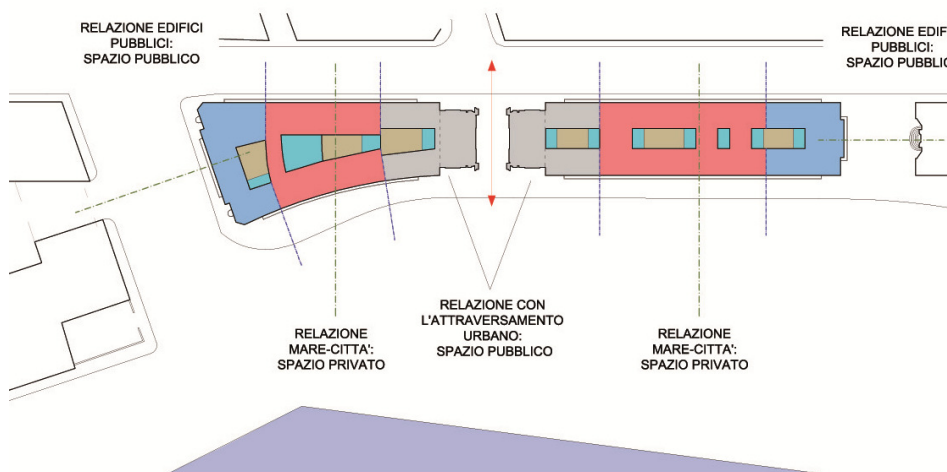 RELAZIONE EDIFICI
PUBBLICI:
SPAZIO PUBBLICO
RELAZIONE EDIFI
PUBBLICI:
SPAZIO PUBBLIC
RELAZIONE
MARE-CITTA':
SPAZIO PRIVATO
RELAZIONE CON
L'ATTRAVERSAMENTO
URBANO:
SPAZIO PUBBLICO
RELAZIONE
MARE-CITTA':
SPAZIO PRIVATO